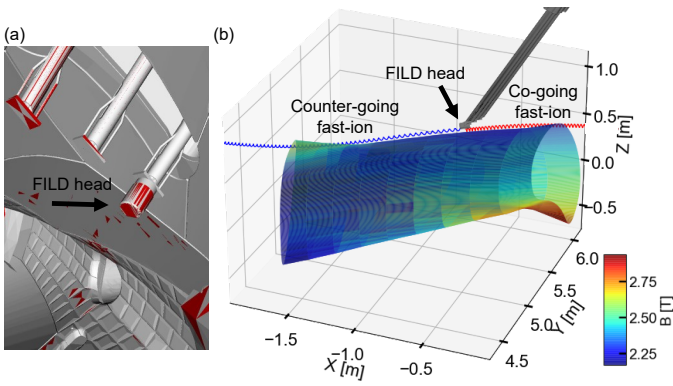 (a)
FILD head
(b)
FILD head
Counter-going
fast-ion
Co-going
fast-ion
1.0
0.5
0.0
−0.5
Z [m]
6.0
5.0
4.5
Y [m]
−1.5
−1.0
−0.5
X [m]
2.75
2.50
2.25
B [T]